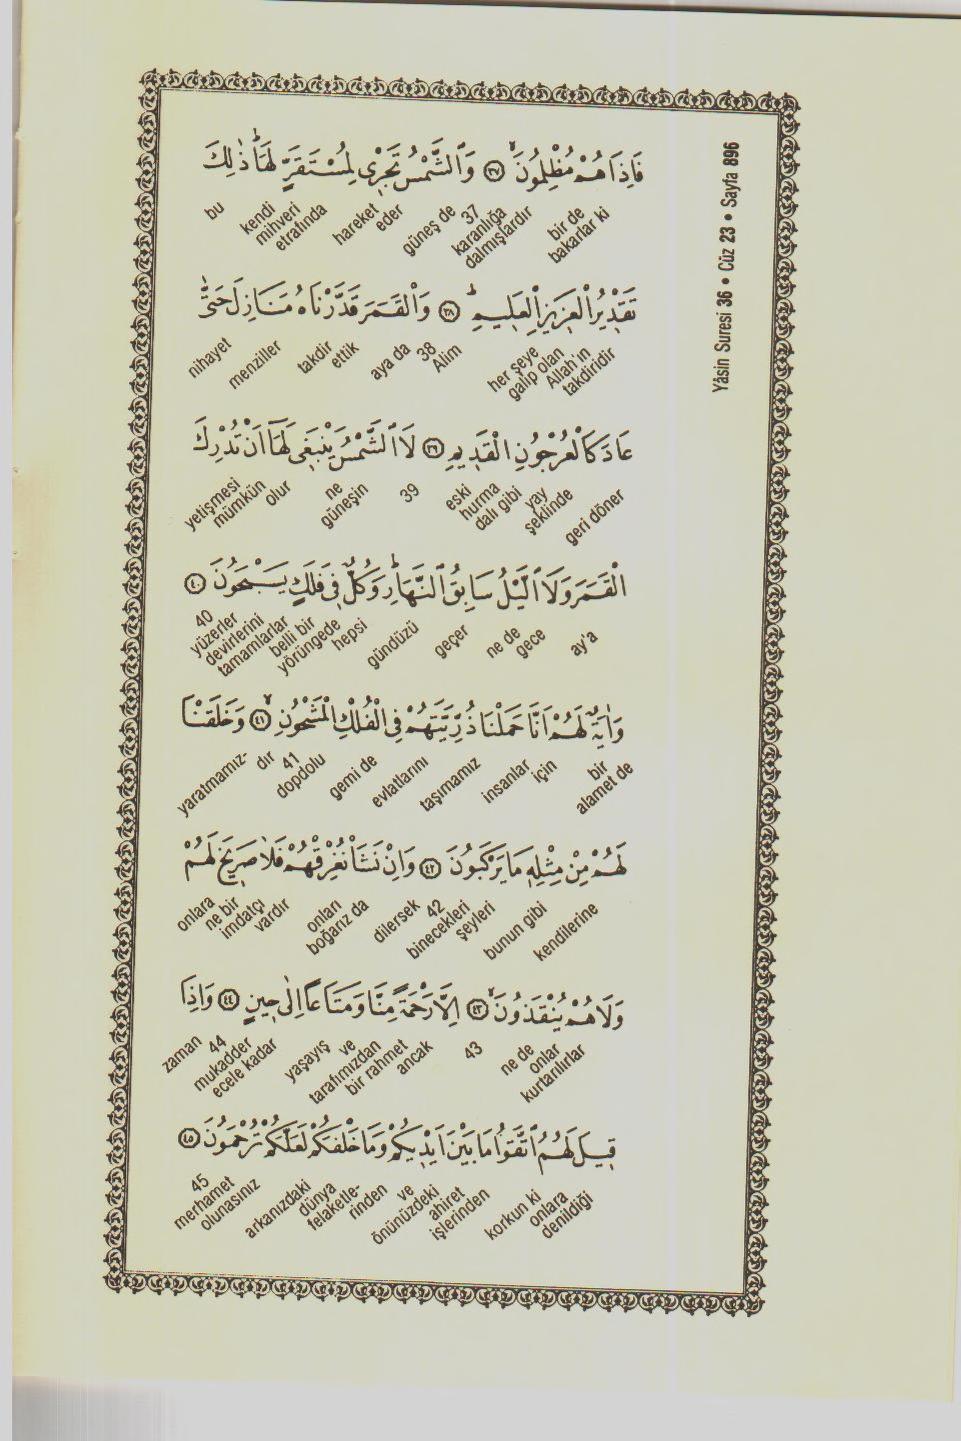 Yâsin Suresi 36 • Cüz 23 • Sayfa 896
فَاِذَا هُمْ مُظْلِمُونَۙ ﴿٣٧﴾ وَالشَّمْسُ تَجْرٖى لِمُسْتَقَرٍّ لَهَاؕ ذٰلِكَ
bir de bakarlar ki
karanlığa dalmışlardır 37
güneş de
hareket eder
kendi mihveri etrafında
bu
تَقْدٖيرُ الْعَزٖيزِ الْعَلٖيمِؕ ﴿٣٨﴾ وَالْقَمَرَ قَدَّرْنَاهُ مَنَازِلَ حَتّٰى
her şeye galip olan Allah'ın takdiridir
Alim 38
aya da
takdir ettik
menziller
nihayet
عَادَ كَالْعُرْجُونِ الْقَدٖيمِ ﴿٣٩﴾ لَا الشَّمْسُ يَنْبَغٖى لَهَٓا اَنْ تُدْرِكَ
geri döner
yay şeklinde
eski hurma dalı gibi
39
ne güneşin
olur
yetişmesi mümkün
الْقَمَرَ وَلَا الَّيْلُ سَابِقُ النَّهَارِؕ وَكُلٌّ فٖى فَلَكٍ يَسْبَحُونَ ﴿٤٠﴾
ay'a
ne de gece
geçer
gündüzü
hepsi
belli bir yörüngede
yüzerler devirlerini tamamlarlar 40
وَاٰيَةٌ لَهُمْ اَنَّا حَمَلْنَا ذُرِّيَّتَهُمْ فِى الْفُلْكِ الْمَشْحُونِۙ ﴿٤١﴾ وَخَلَقْنَا
bir alamet de
için
insanlar
taşımamız
evlatlarını
gemi de
dopdolu 41
dır
yaratmamız-
لَهُمْ مِنْ مِثْلِهٖ مَا يَرْكَبُونَ ﴿٤٢﴾ وَاِنْ نَشَأْ نُغْرِقْهُمْ فَلَا صَرٖيخَ لَهُمْ
kendilerine
bunun gibi
binecekleri şeyleri 42
dilersek
onları boğarız da
ne bir imdatçı vardır
onlara
وَلَا هُمْ يُنْقَذُونَۙ ﴿٤٣﴾ اِلَّا رَحْمَةً مِنَّا وَمَتَاعًا اِلٰى حٖينٍ ﴿٤٤﴾ وَاِذَا
ne de onlar kurtarılırlar
43
ancak
tarafımızdan bir rahmet
ve
yaşayış
mukadder ecele kadar 44
zaman
قٖيلَ لَهُمُ اتَّقُوا مَا بَيْنَ اَيْدٖيكُمْ وَمَا خَلْفَكُمْ لَعَلَّكُمْ تُرْحَمُونَ ﴿٤٥﴾
onlara denildiği
korkun ki
önünüzdeki ahiret işlerinden
ve
arkanızdaki dünya felaketle-
rinden
merhamet olunasınız 45